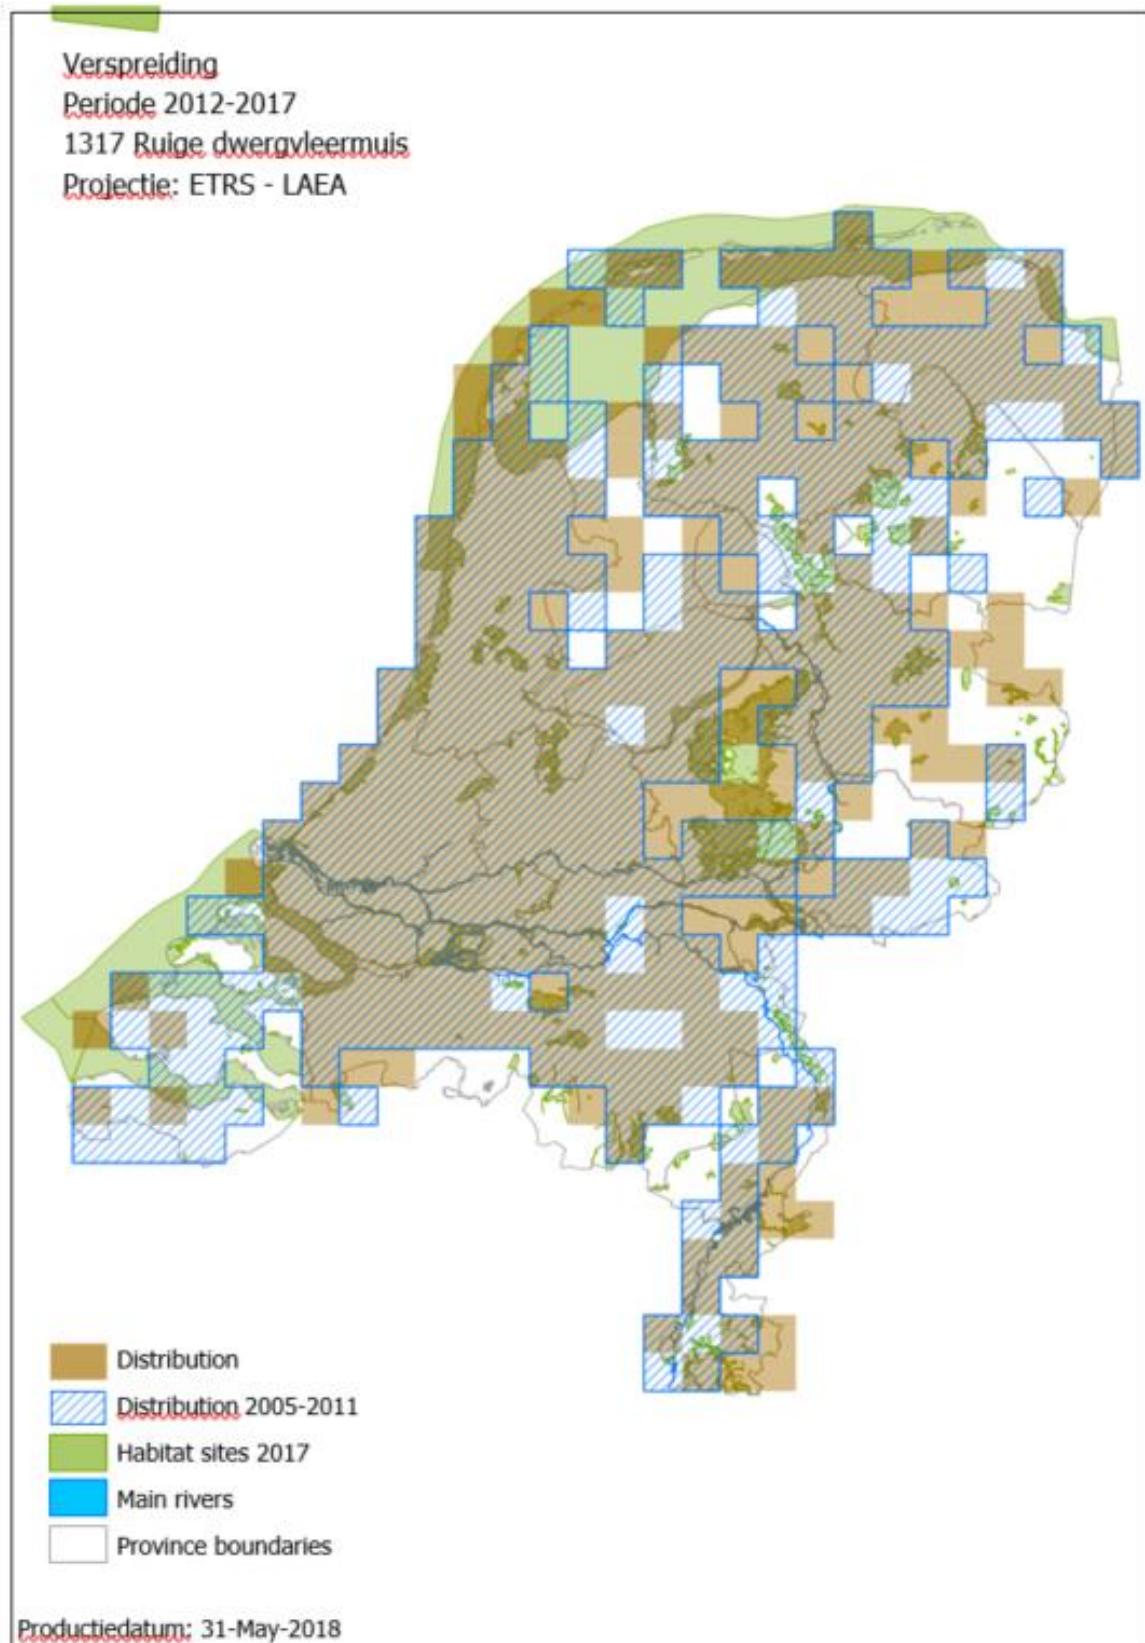 Verspreiding
Periode 2012-2017
1317 Ruige dwergvleermuis
Projectie: ETRS - LAEA
Distribution
Distribution 2005-2011
Habitat sites 2017
Main rivers
Province boundaries
Productiedatum: 31-May-2018